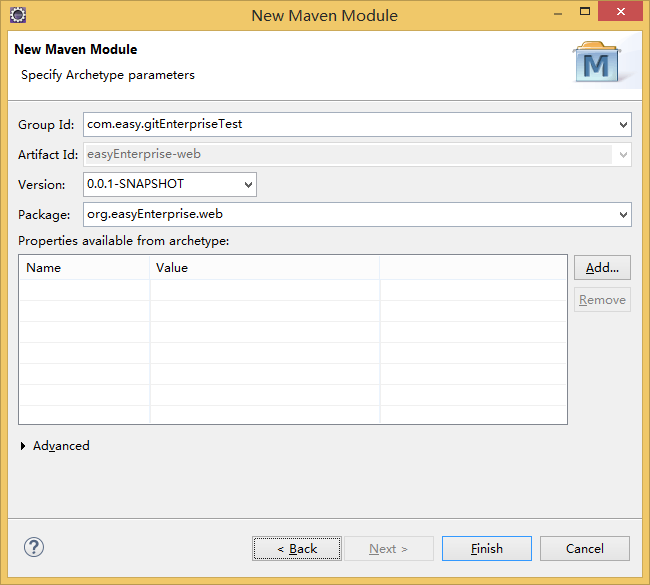 New Maven Module
New Maven Module
Specify Archetype parameters
M
Group Id: com.easy.gitEnterpriseTest
Artifact Id: easyEnterprise-web
Version: 0.0.1-SNAPSHOT
Package: org.easyEnterprise.web
Properties available from archetype:
Name Value
Add...
Remove
Advanced
? < Back Next > Finish Cancel